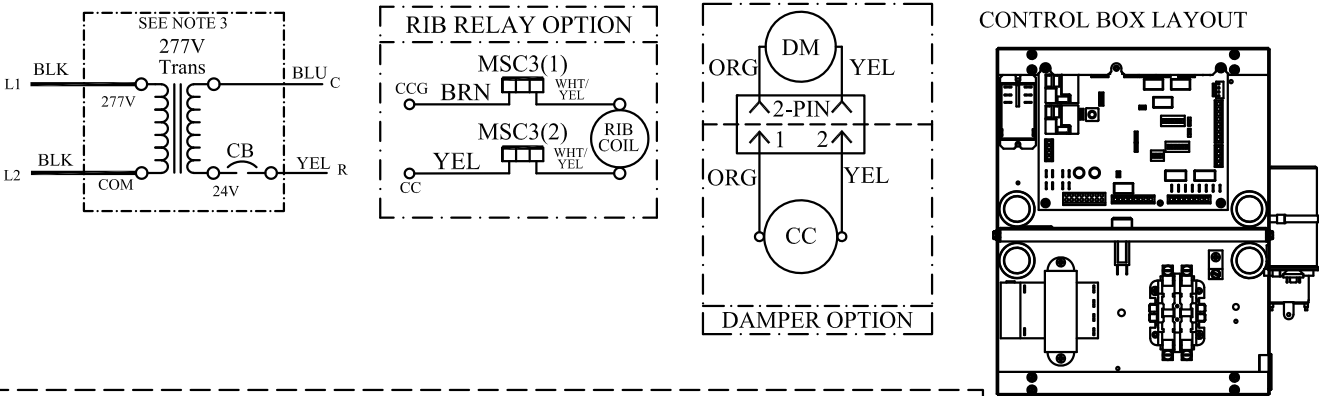 SEE NOTE 3
277V
Trans
L1
BLK
277V
BLU
C
L2
BLK
COM
CB
24V
YEL
R
RIB RELAY OPTION
MSC3(1)
CCG
BRN
WHT/
YEL
MSC3(2)
CC
YEL
WHT/
YEL
RIB
COIL
DM
ORG
YEL
2-PIN
1
2
ORG
YEL
CC
DAMPER OPTION
CONTROL BOX LAYOUT